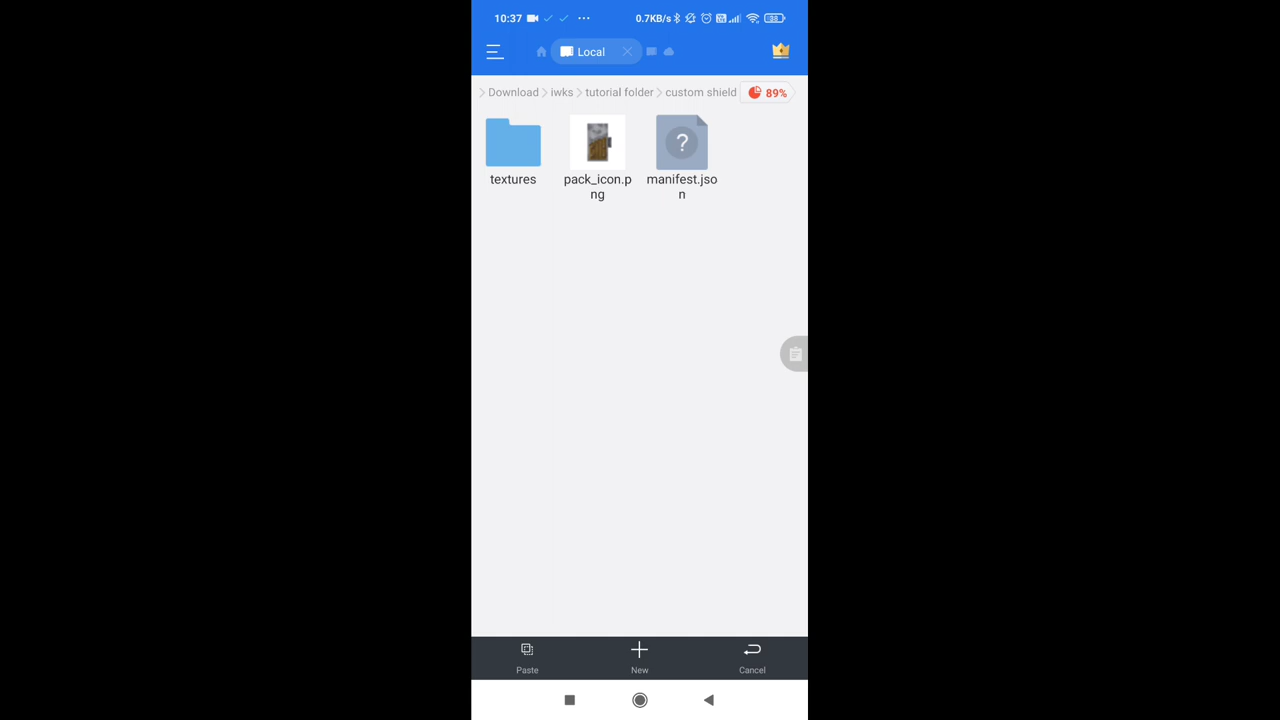 10:37
0.7KB/s
38
Local
Download
iwks
tutorial folder
custom shield
89%
textures
pack_icon.p
ng
?
manifest.jso
n
Paste
New
Cancel